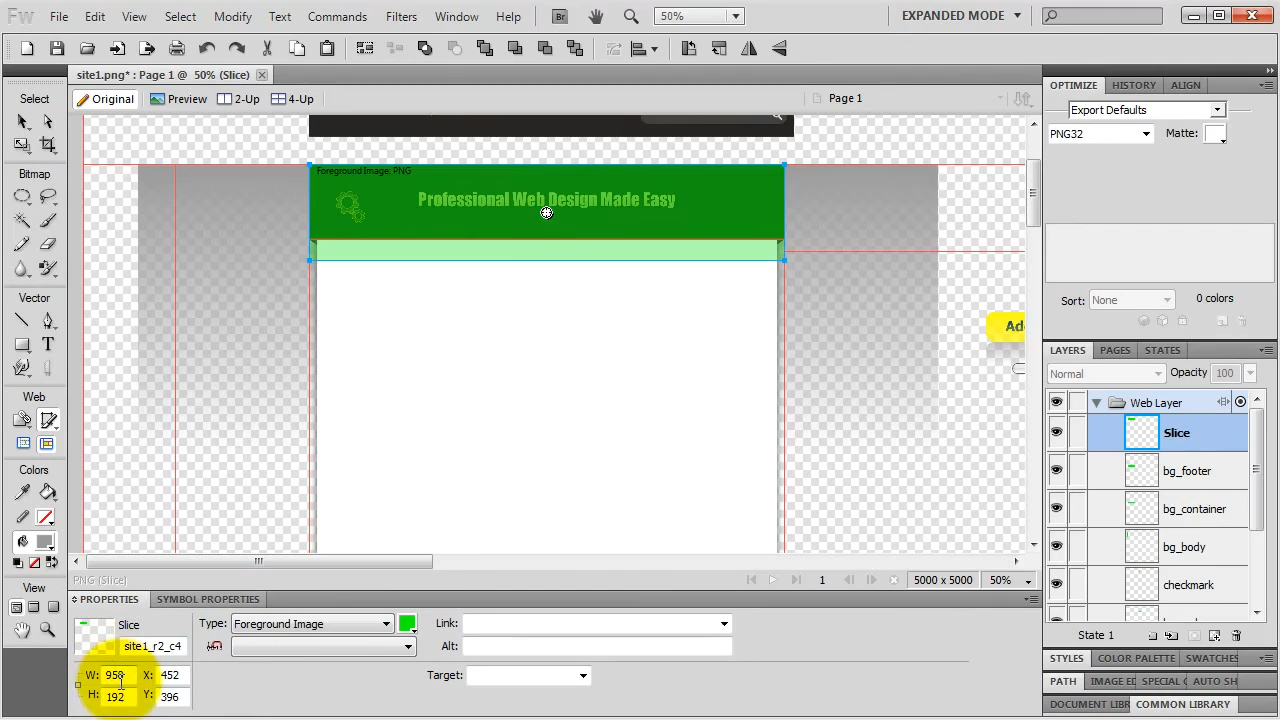 Fw File Edit View Select Modify Text Commands Filters Window Help Br 50% EXPANDED MODE
site1.png* : Page 1 @ 50% (Slice)
Original Preview 2-Up 4-Up Page 1
Select
Bitmap
Vector
Web
Colors
View
Foreground Image: PNG
Professional Web Design Made Easy
OPTIMIZE HISTORY ALIGN
Export Defaults
PNG32 Matte:
Sort: None 0 colors
LAYERS PAGES STATES
Normal Opacity 100
Web Layer
Slice
bg_footer
bg_container
bg_body
checkmark
State 1
STYLES COLOR PALETTE SWATCHES
PATH IMAGE ED SPECIAL AUTO SH
DOCUMENT LIBR COMMON LIBRARY
PNG (Slice) 1 5000 x 5000 50%
PROPERTIES SYMBOL PROPERTIES
Slice Type: Foreground Image Link:
site1_r2_c4 Alt:
W: 958 X: 452 Target:
H: 192 Y: 396